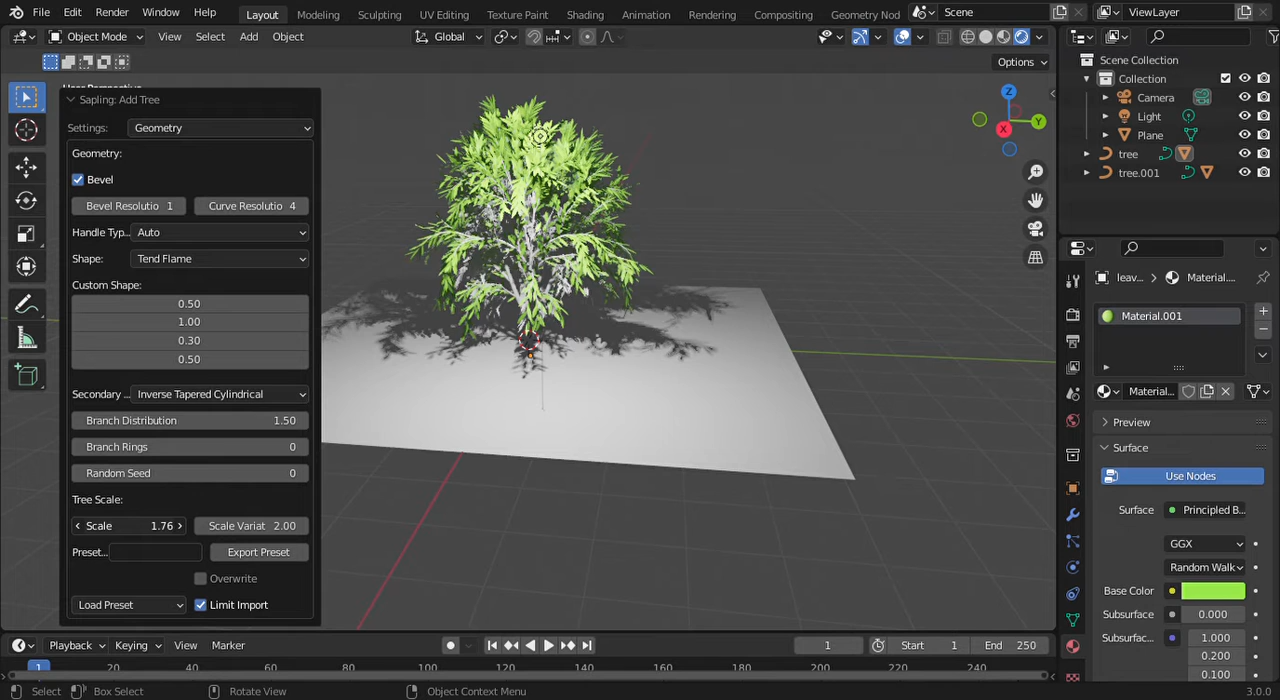 File Edit Render Window Help Layout Modeling Sculpting UV Editing Texture Paint Shading Animation Rendering Compositing Geometry Nod Scene ViewLayer
Object Mode View Select Add Object Global
Options
Sapling: Add Tree
Settings: Geometry
Geometry:
Bevel
Bevel Resolutio 1 Curve Resolutio 4
Handle Typ... Auto
Shape: Tend Flame
Custom Shape:
0.50
1.00
0.30
0.50
Secondary ... Inverse Tapered Cylindrical
Branch Distribution 1.50
Branch Rings 0
Random Seed 0
Tree Scale:
Scale 1.76 Scale Variat 2.00
Preset... Export Preset
Overwrite
Load Preset Limit Import
Z
Y
X
Scene Collection
Collection
Camera
Light
Plane
tree
tree.001
leav... Material...
Material.001
Material...
Preview
Surface
Use Nodes
Surface Principled B...
GGX
Random Walk
Base Color
Subsurface 0.000
Subsurfac... 1.000
0.200
0.100
Playback Keying View Marker 1 Start 1 End 250
1 20 40 60 80 100 120 140 160 180 200 220 240
Select Box Select Rotate View Object Context Menu 3.0.0